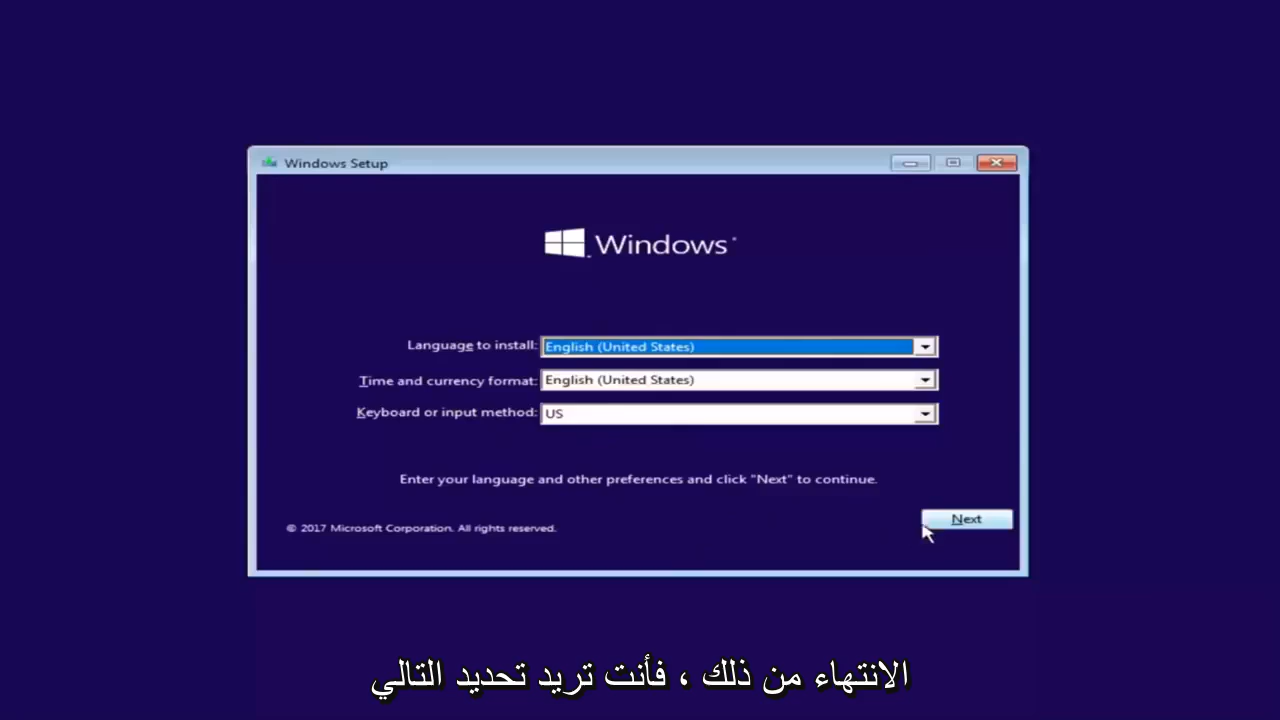 Windows Setup
Windows
Language to install: English (United States)
Time and currency format: English (United States)
Keyboard or input method: US
Enter your language and other preferences and click "Next" to continue.
Next
© 2017 Microsoft Corporation. All rights reserved.
الانتهاء من ذلك ، فأنت تريد تحديد التالي